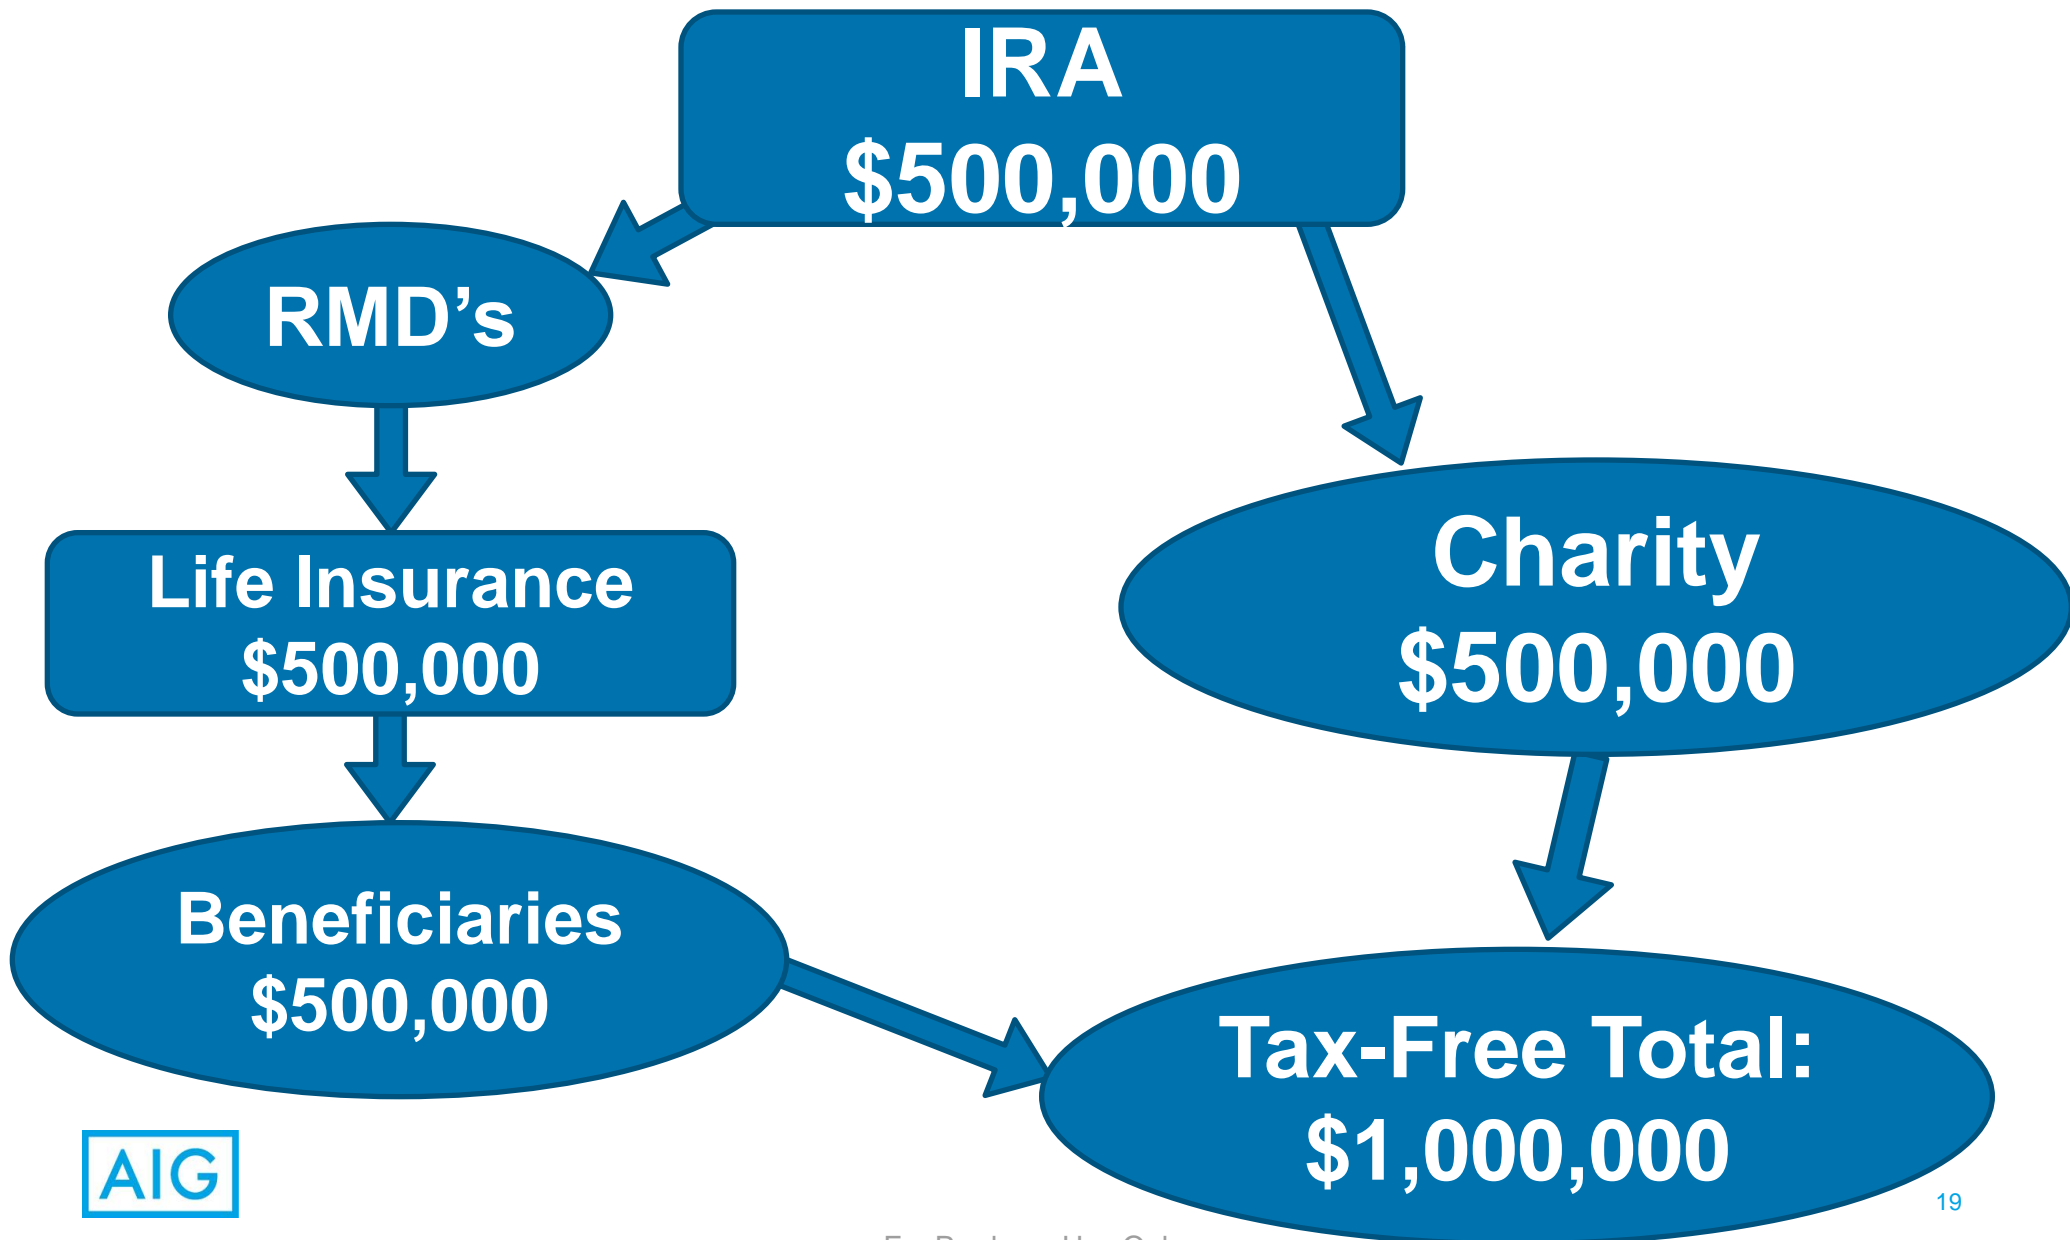 IRA
$500,000
RMD’s
Life Insurance
$500,000
Charity
$500,000
Beneficiaries
$500,000
Tax-Free Total:
$1,000,000
AIG
19